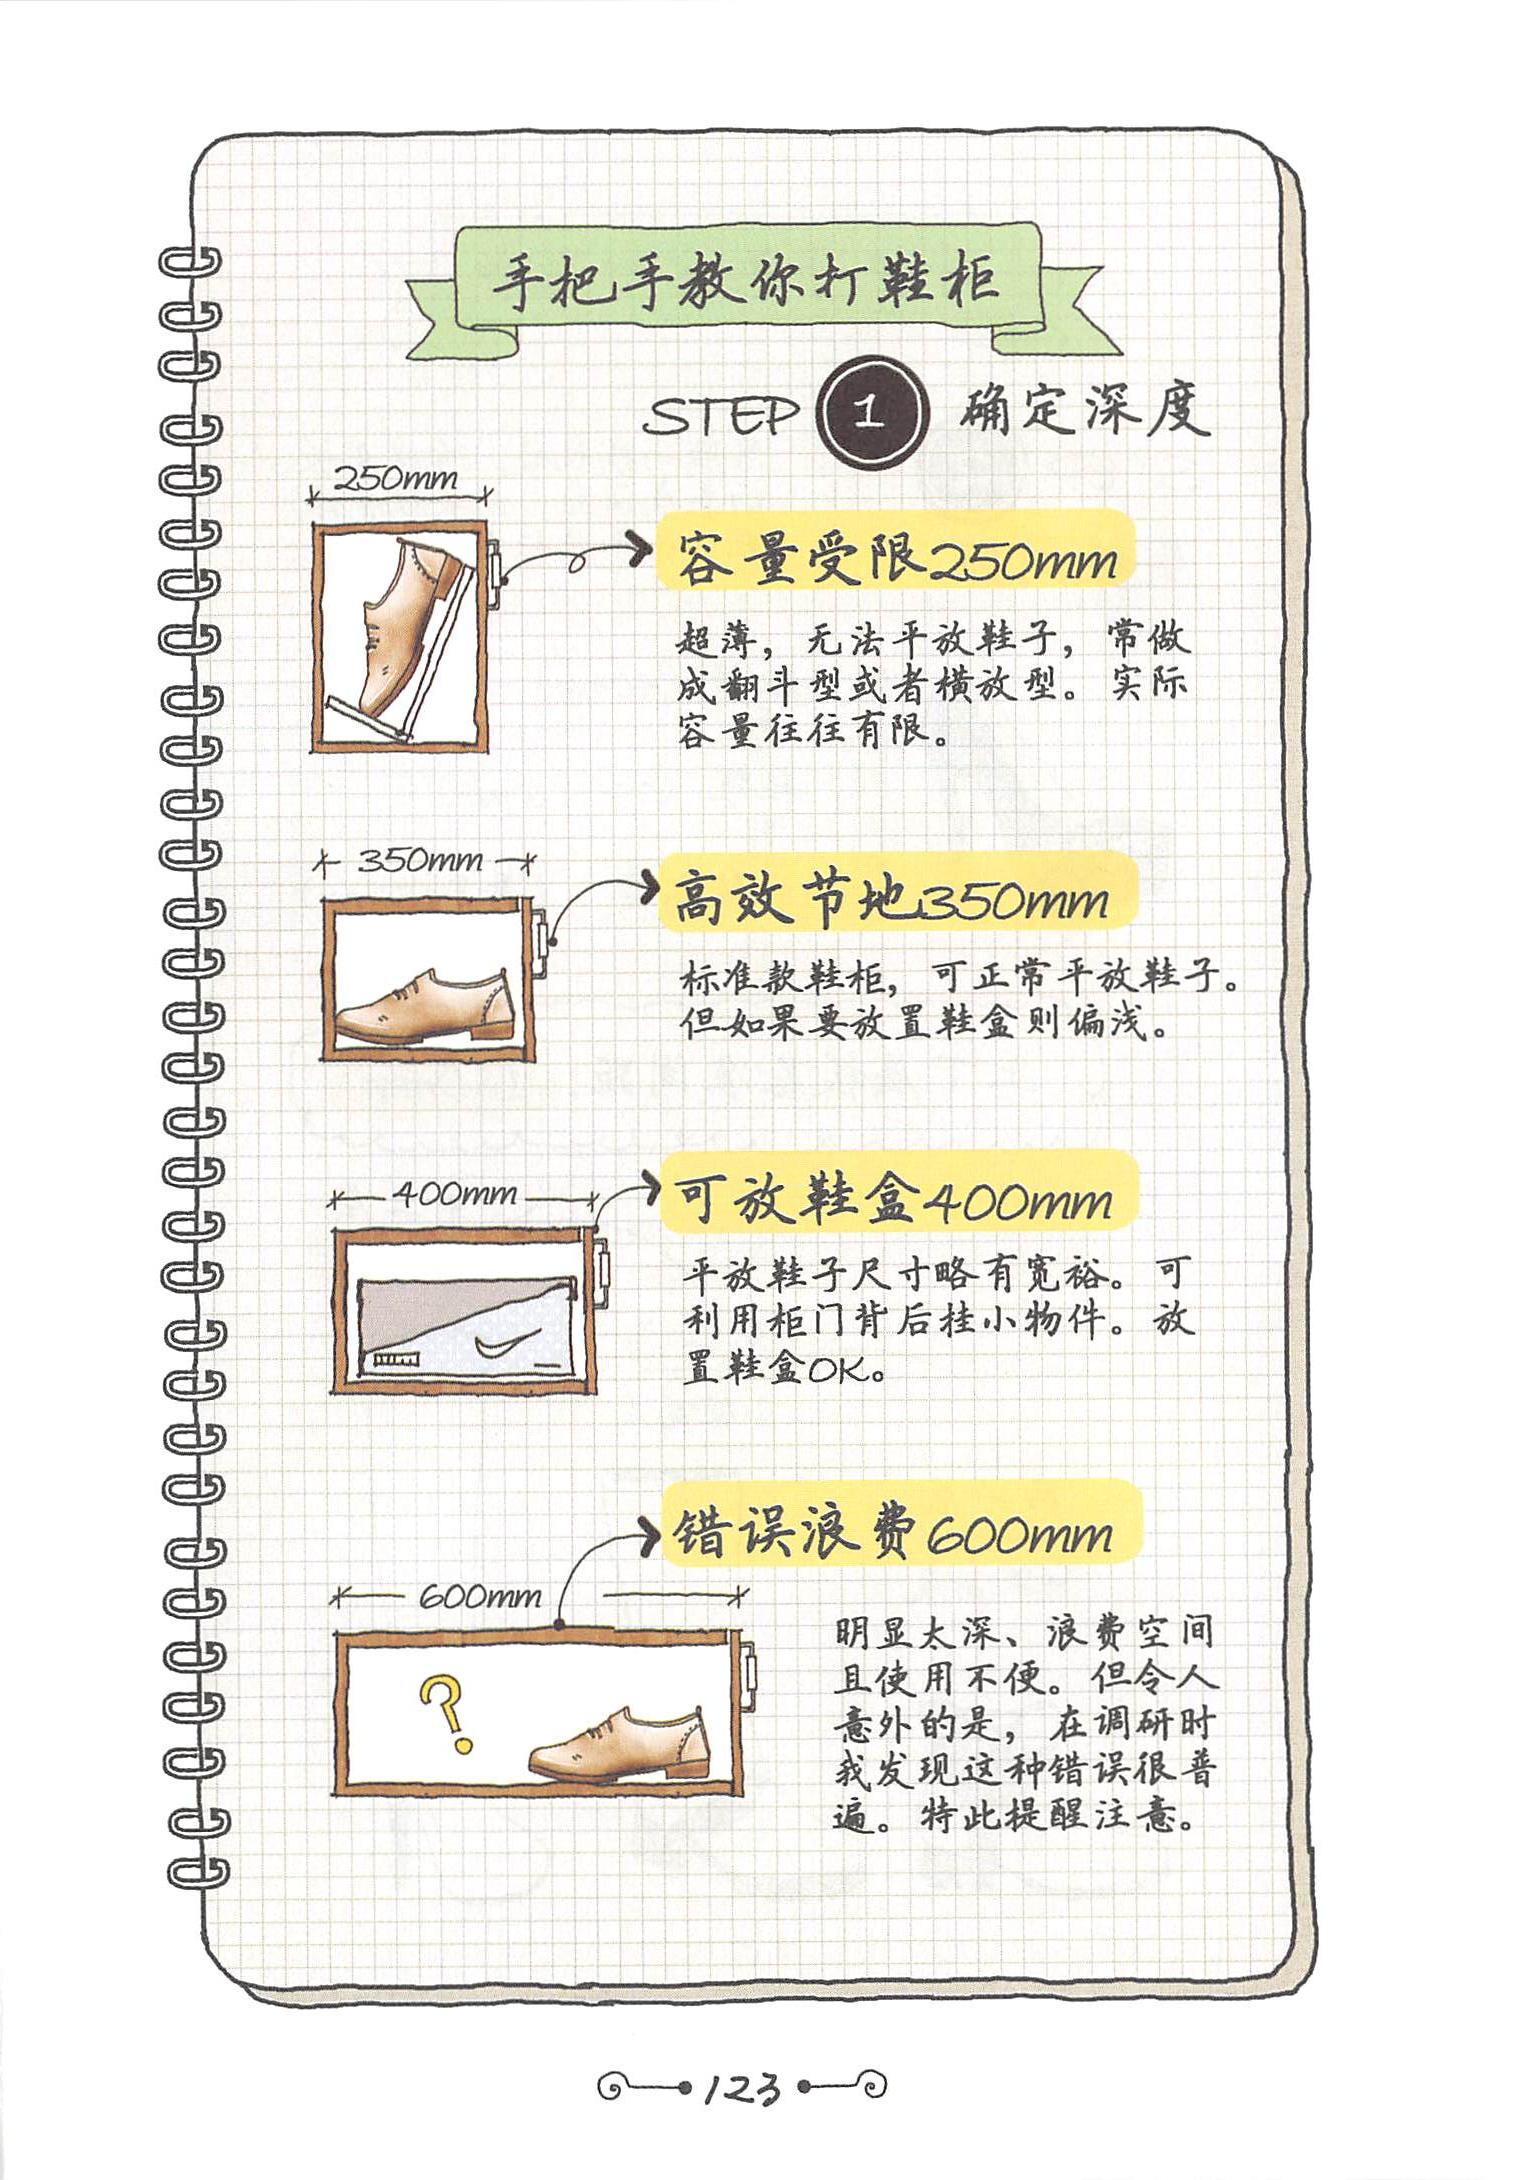 手把手教你打鞋柜
STEP 1 确定深度
250mm
容量受限250mm
超薄，无法平放鞋子，常做
成翻斗型或者横放型。实际
容量往往有限。
350mm
高效节地350mm
标准款鞋柜，可正常平放鞋子。
但如果要放置鞋盒则偏浅。
400mm
可放鞋盒400mm
平放鞋子尺寸略有宽裕。可
利用柜门背后挂小物件。放
置鞋盒OK。
错误浪费600mm
600mm
明显太深、浪费空间
且使用不便。但令人
意外的是，在调研时
我发现这种错误很普
遍。特此提醒注意。
123